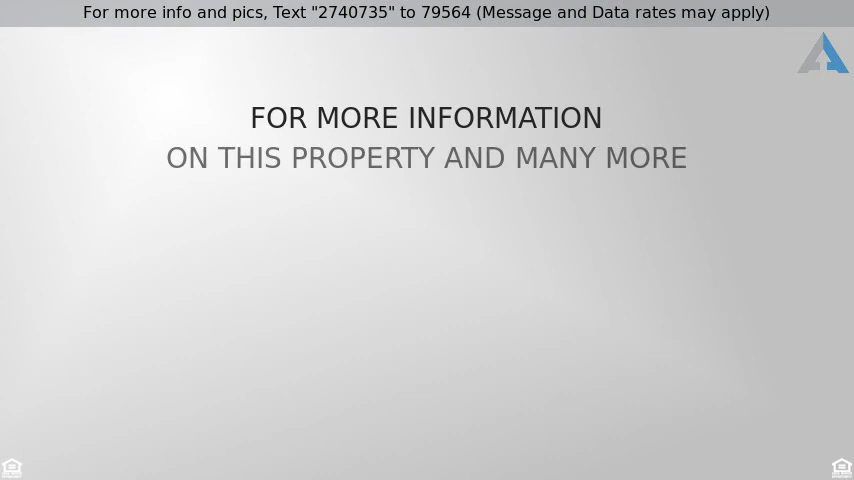 For more info and pics, Text "2740735" to 79564 (Message and Data rates may apply)
FOR MORE INFORMATION
ON THIS PROPERTY AND MANY MORE